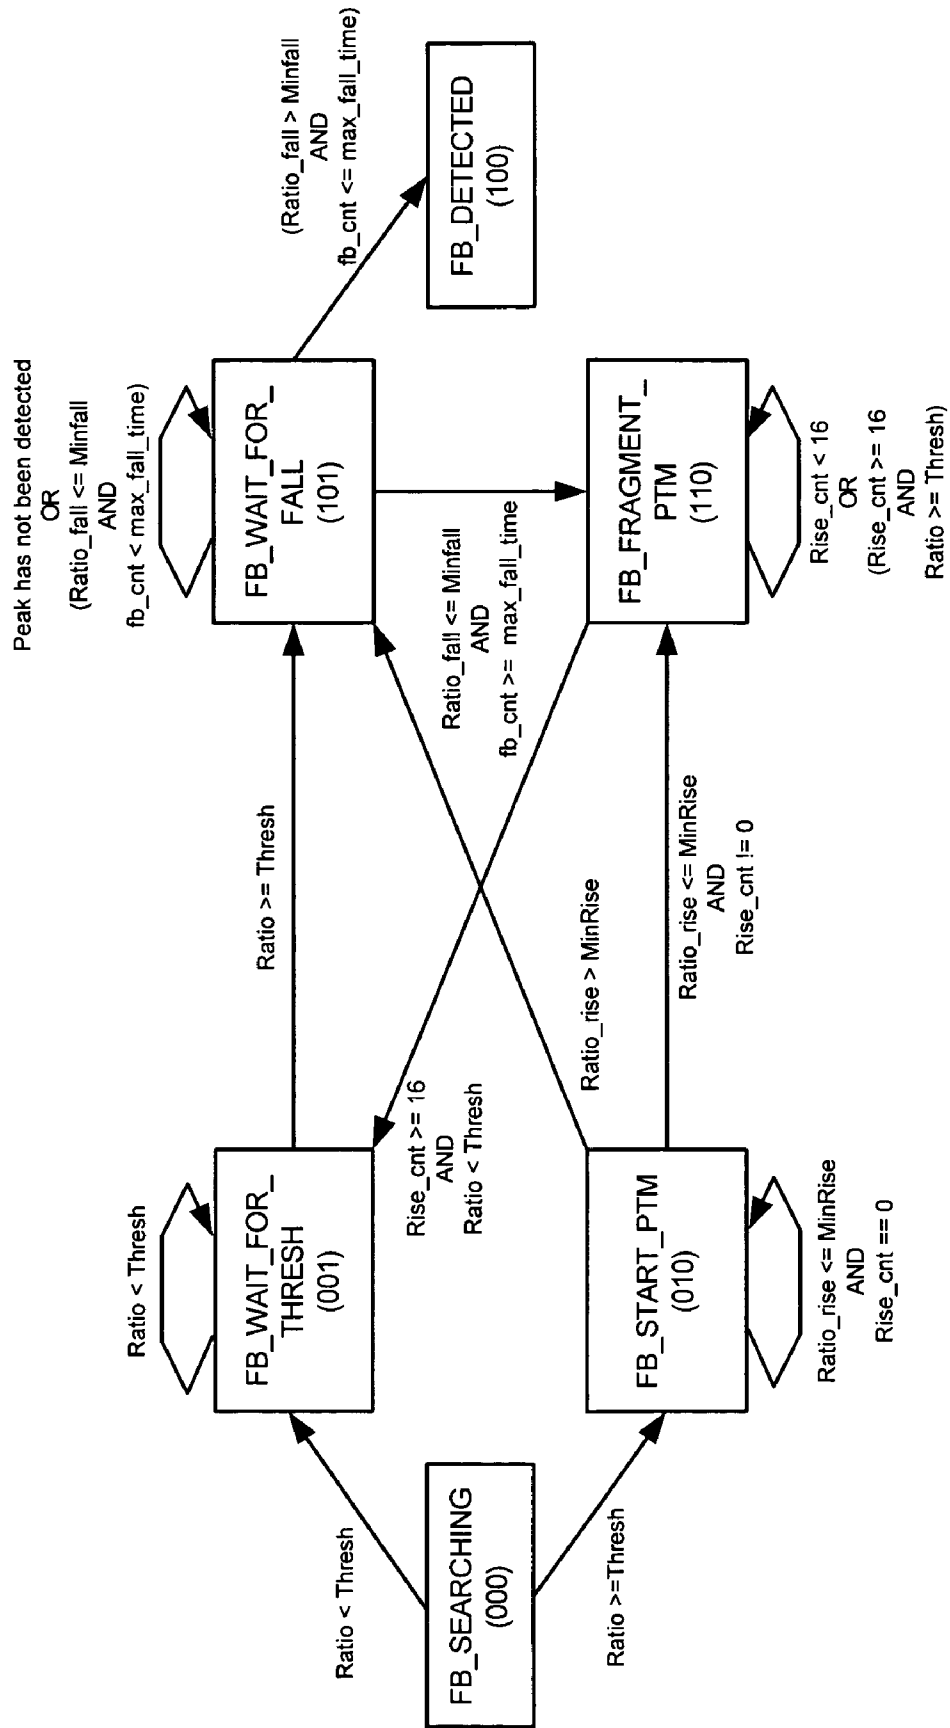 Peak has not been detected
OR
(Ratio_fall <= Minfall
AND
fb_cnt < max_fall_time)
(Ratio_fall > Minfall
AND
fb_cnt <= max_fall_time)
Ratio < Thresh
FB_WAIT_FOR_
THRESH
(001)
Ratio >= Thresh
FB_WAIT_FOR_
FALL
(101)
Ratio < Thresh
Rise_cnt >= 16
AND
Ratio < Thresh
Ratio_fall <= Minfall
AND
fb_cnt >= max_fall_time
FB_SEARCHING
(000)
FB_DETECTED
(100)
Ratio >=Thresh
Ratio_rise > MinRise
FB_START_PTM
(010)
Ratio_rise <= MinRise
AND
Rise_cnt != 0
FB_FRAGMENT_
PTM
(110)
Ratio_rise <= MinRise
AND
Rise_cnt == 0
Rise_cnt < 16
OR
(Rise_cnt >= 16
AND
Ratio >= Thresh)